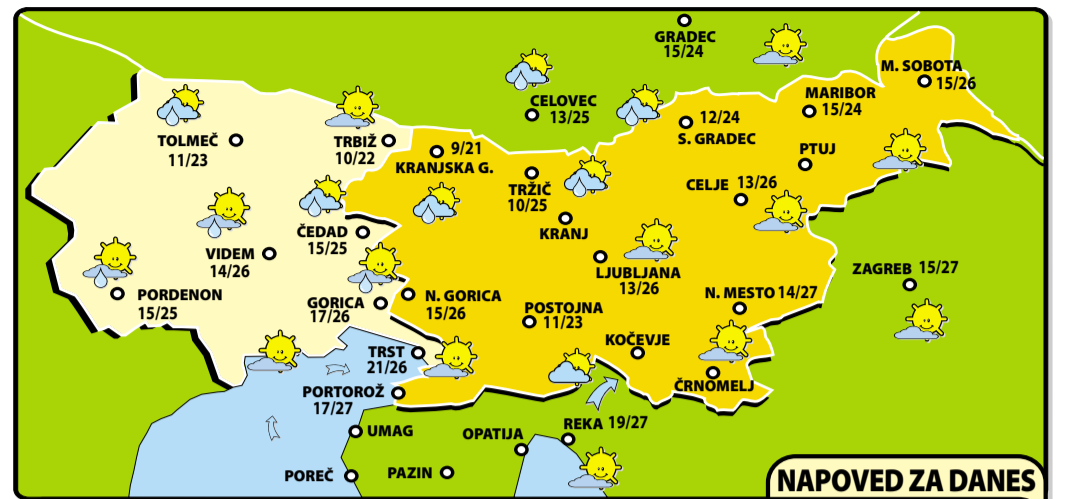 GRADEC
15/24
M. SOBOTA
15/26
CELOVEC
13/25
MARIBOR
15/24
12/24
S. GRADEC
TOLMEČ
11/23
TRBIŽ
10/22
9/21
KRANJSKA G.
PTUJ
TRŽIČ
10/25
CELJE 13/26
KRANJ
ČEDAD
15/25
VIDEM
14/26
LJUBLJANA
13/26
ZAGREB 15/27
PORDENON
15/25
GORICA
17/26
N. GORICA
15/26
POSTOJNA
11/23
N. MESTO 14/27
KOČEVJE
TRST
21/26
ČRNOMELJ
PORTOROŽ
17/27
REKA 19/27
UMAG
OPATIJA
POREČ
PAZIN
NAPOVED ZA DANES